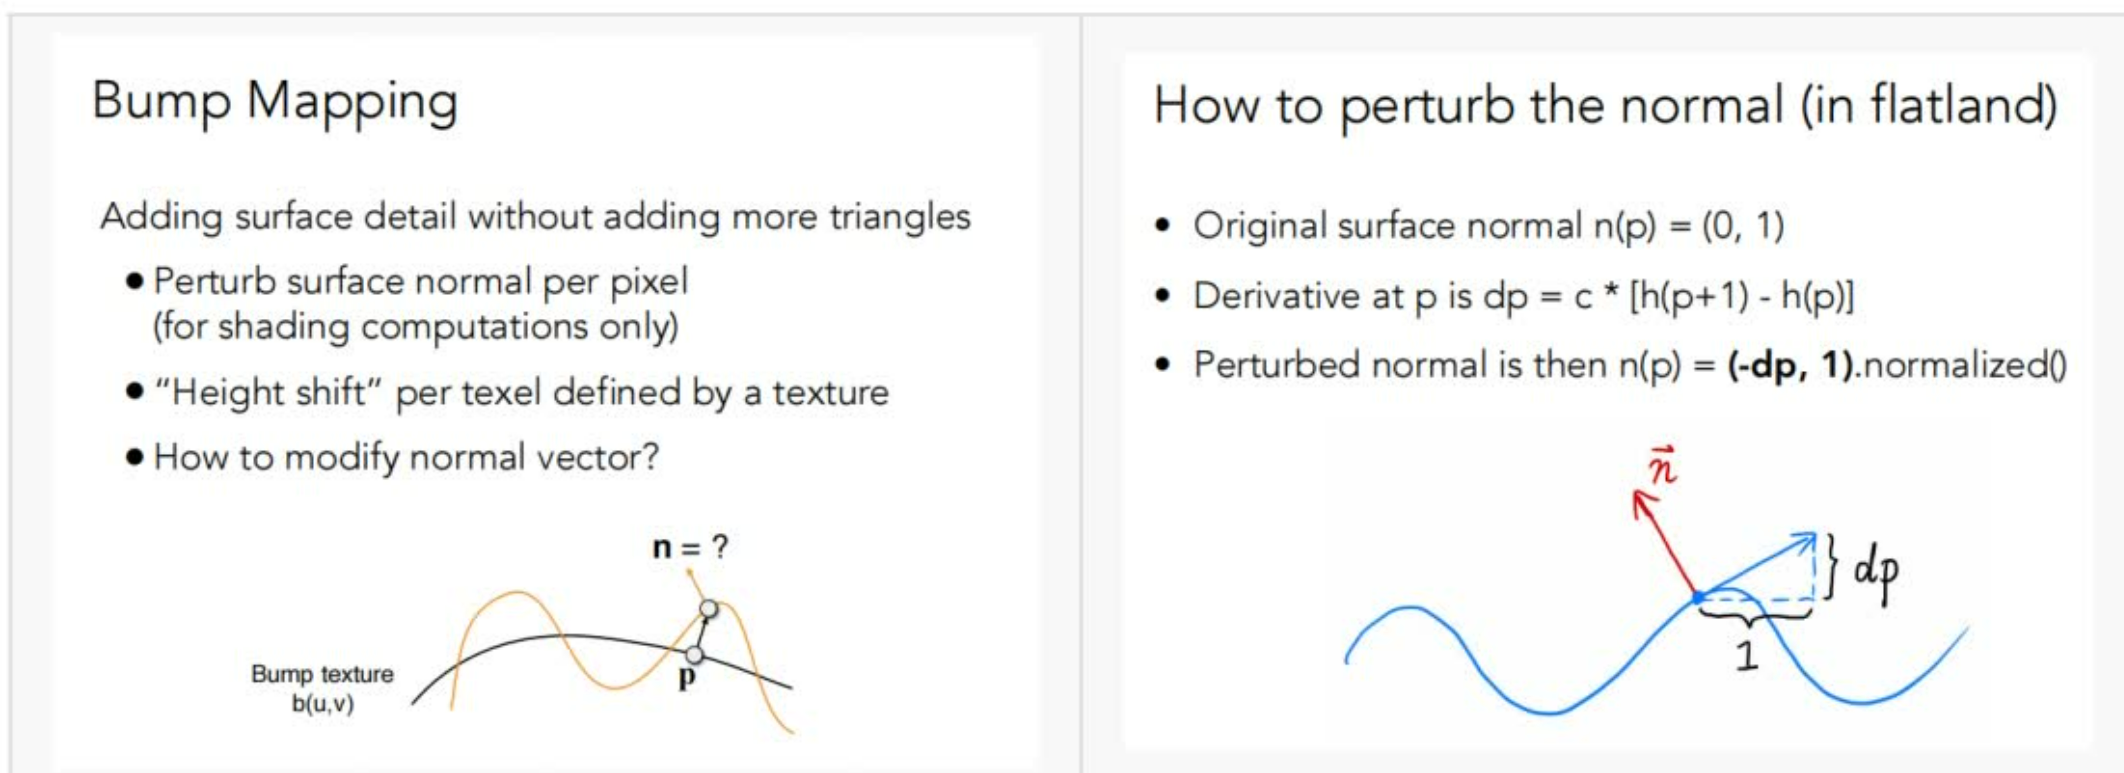 Bump Mapping
Adding surface detail without adding more triangles
● Perturb surface normal per pixel
(for shading computations only)
● “Height shift” per texel defined by a texture
● How to modify normal vector?
n = ?
p
Bump texture
b(u,v)
How to perturb the normal (in flatland)
• Original surface normal n(p) = (0, 1)
• Derivative at p is dp = c * [h(p+1) - h(p)]
• Perturbed normal is then n(p) = (-dp, 1).normalized()
n⃗
} dp
1